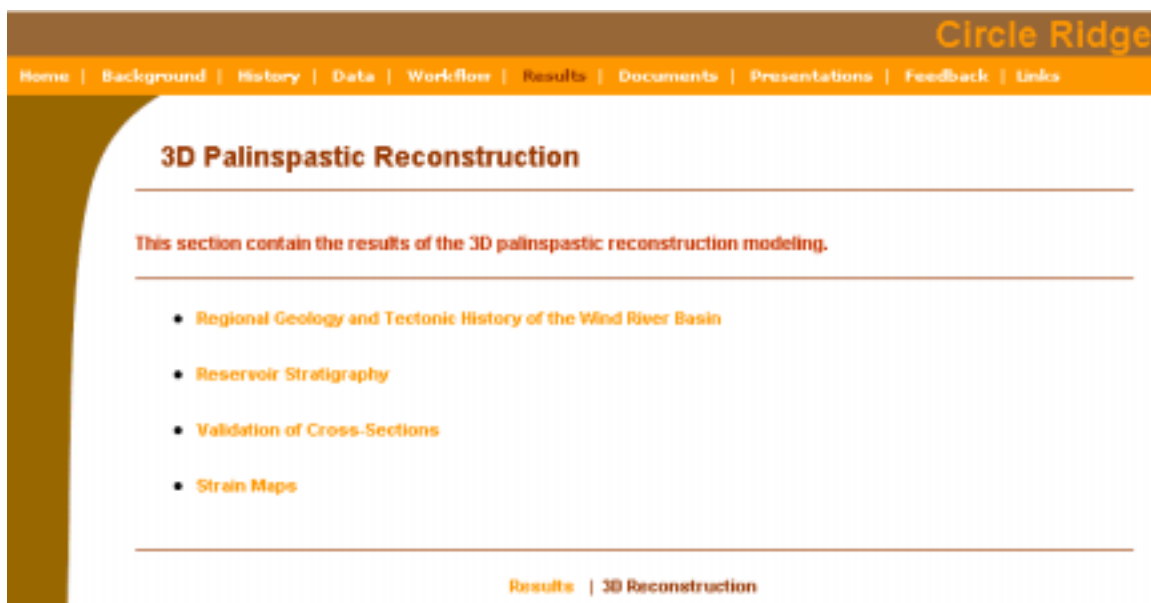 Circle Ridge
Home | Background | History | Data | Workflow | Results | Documents | Presentations | Feedback | Links
3D Palinspastic Reconstruction
This section contain the results of the 3D palinspastic reconstruction modeling.
• Regional Geology and Tectonic History of the Wind River Basin
• Reservoir Stratigraphy
• Validation of Cross-Sections
• Strain Maps
Results | 3D Reconstruction